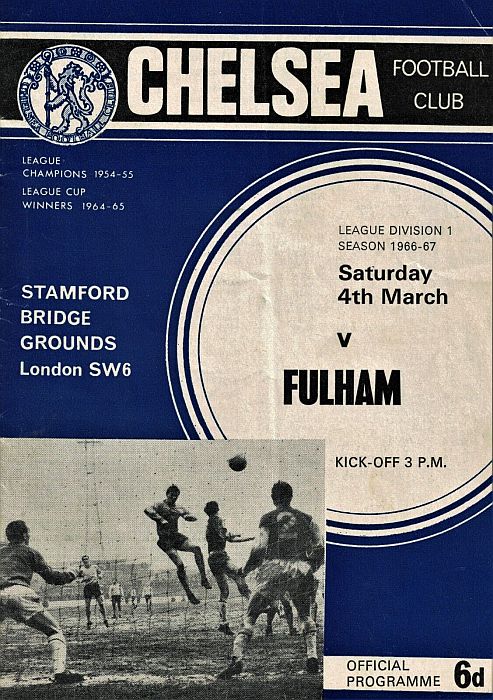 CHELSEA
FOOTBALL
CLUB
LEAGUE
CHAMPIONS 1954-55
LEAGUE CUP
WINNERS 1964-65
LEAGUE DIVISION 1
SEASON 1966-67
Saturday
4th March
v
FULHAM
KICK-OFF 3 P.M.
STAMFORD
BRIDGE
GROUNDS
London SW6
OFFICIAL
PROGRAMME 6d